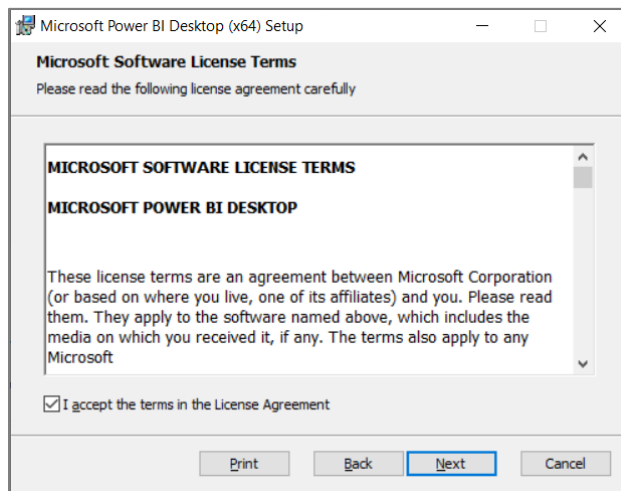 Microsoft Power BI Desktop (x64) Setup
Microsoft Software License Terms
Please read the following license agreement carefully
MICROSOFT SOFTWARE LICENSE TERMS
MICROSOFT POWER BI DESKTOP
These license terms are an agreement between Microsoft Corporation
(or based on where you live, one of its affiliates) and you. Please read
them. They apply to the software named above, which includes the
media on which you received it, if any. The terms also apply to any
Microsoft
I accept the terms in the License Agreement
Print Back Next Cancel